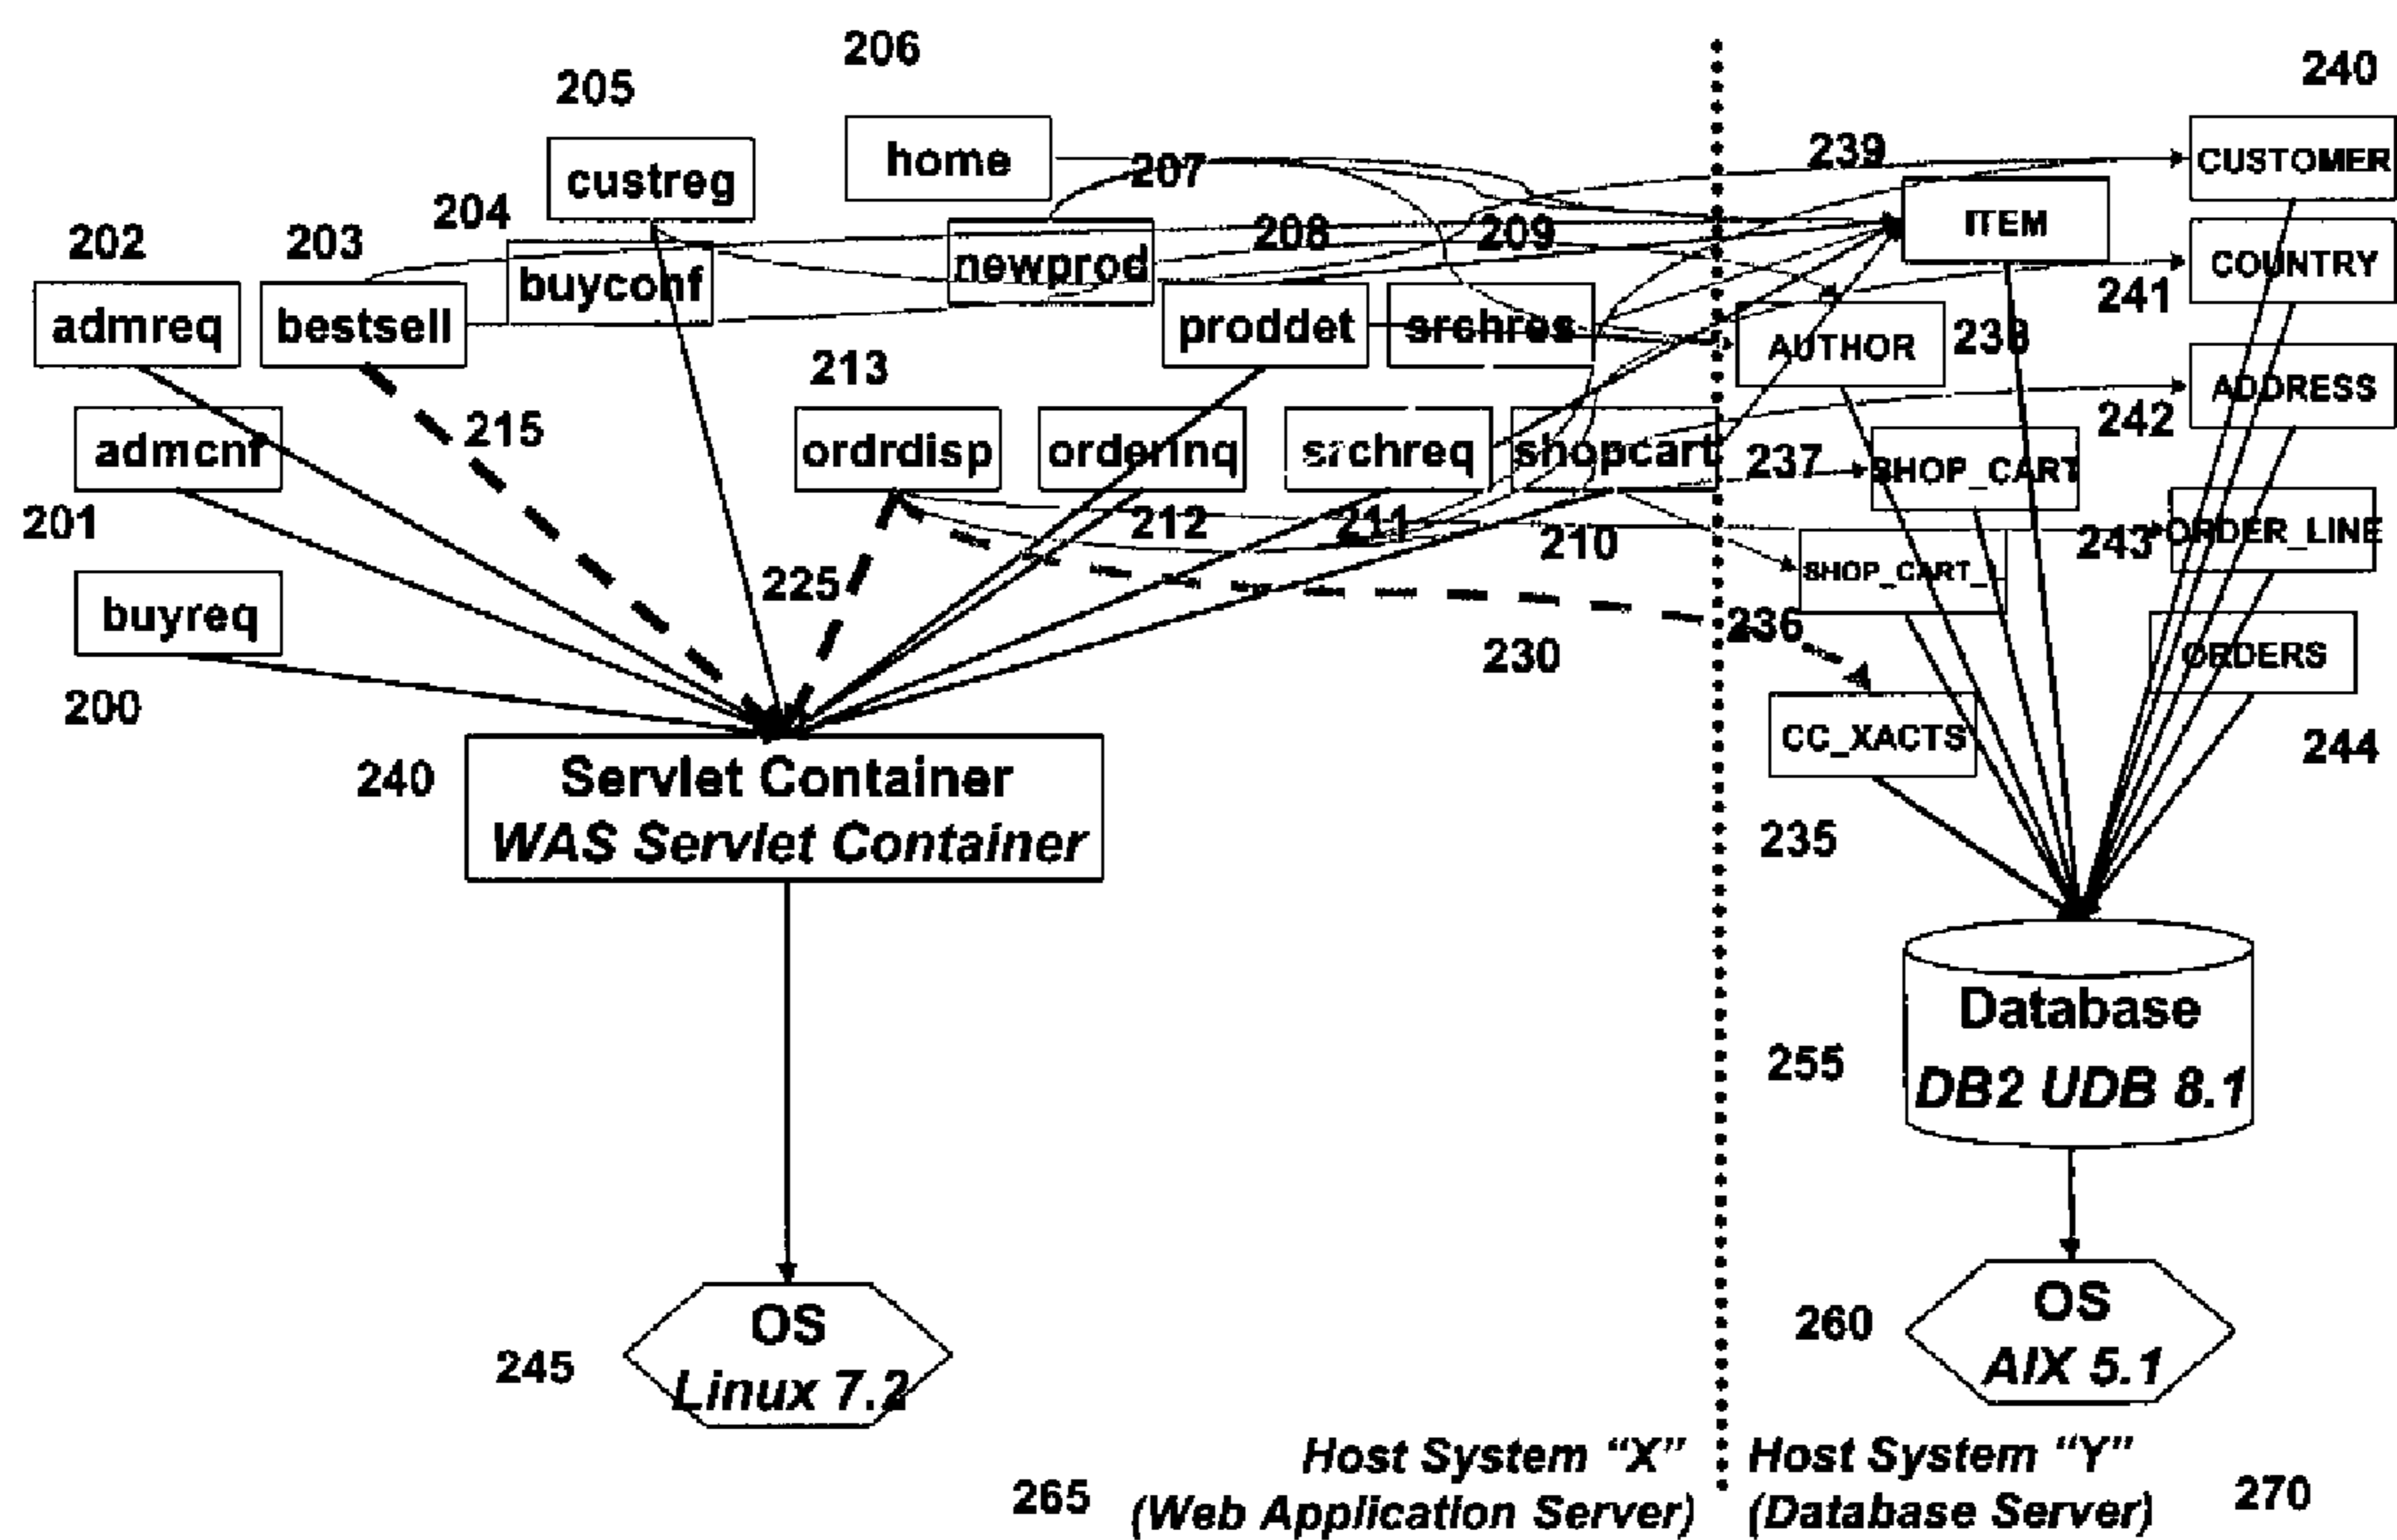 206
240
205
home
239
CUSTOMER
custreg
207
204
ITEM
202
203
208
209
COUNTRY
buyconf
newprod
241
admreq
bestsell
proddet
srchres
AUTHOR
238
213
ADDRESS
215
242
admcnf
ordrdisp
orderinq
srchreq
shopcart
237
SHOP_CART
201
212
211
210
243
ORDER_LINE
225
SHOP_CART_L
buyreq
236
230
ORDERS
200
CC_XACTS
244
240
Servlet Container
WAS Servlet Container
235
Database
255
DB2 UDB 8.1
OS
260
OS
AIX 5.1
245
Linux 7.2
Host System “X”
Host System “Y”
265
(Web Application Server)
(Database Server)
270